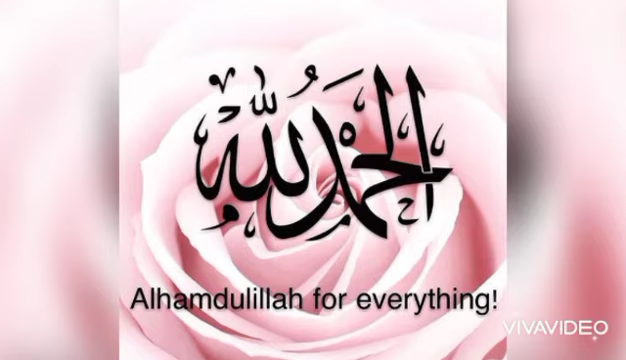 الحمد لله
Alhamdulillah for everything!
VIVAVIDEO